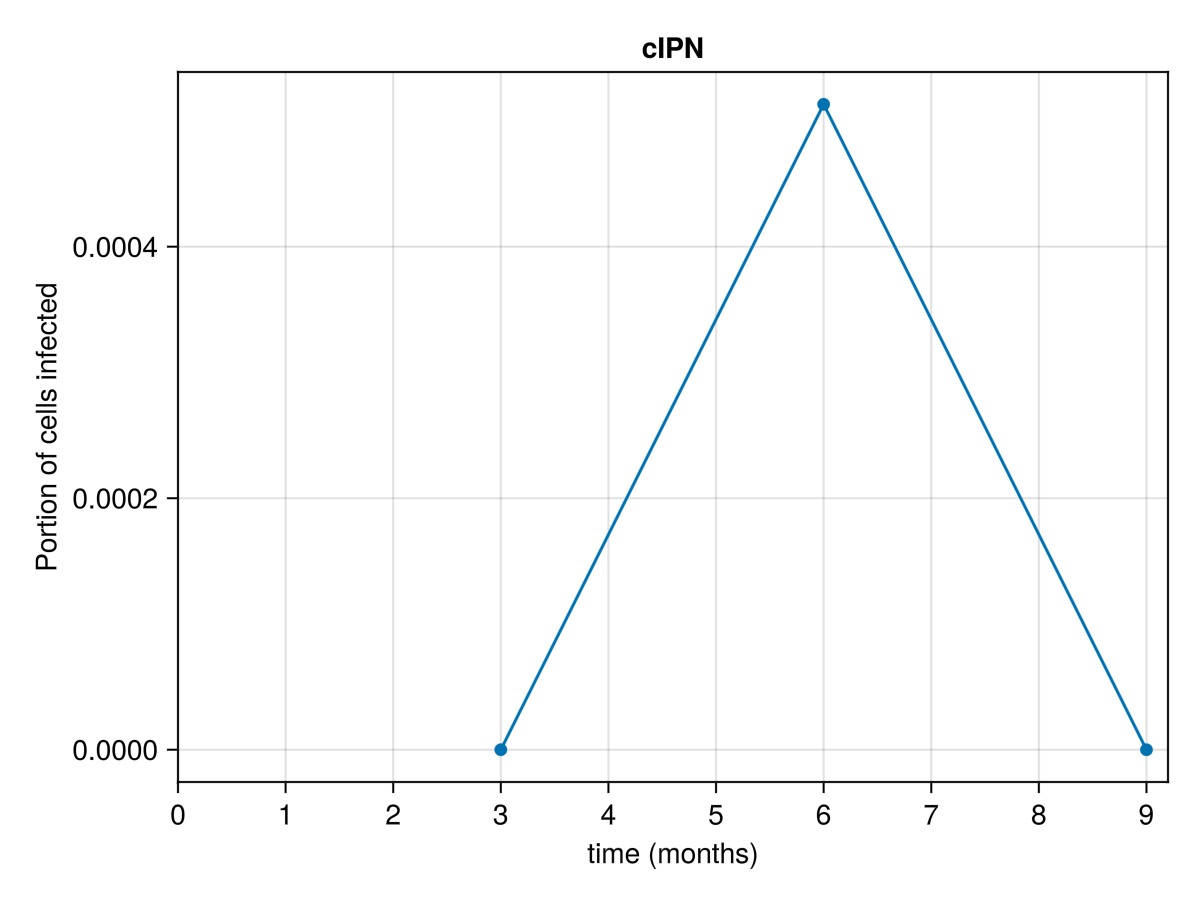 cIPN
Portion of cells infected
0.0004
0.0002
0.0000
0 1 2 3 4 5 6 7 8 9
time (months)